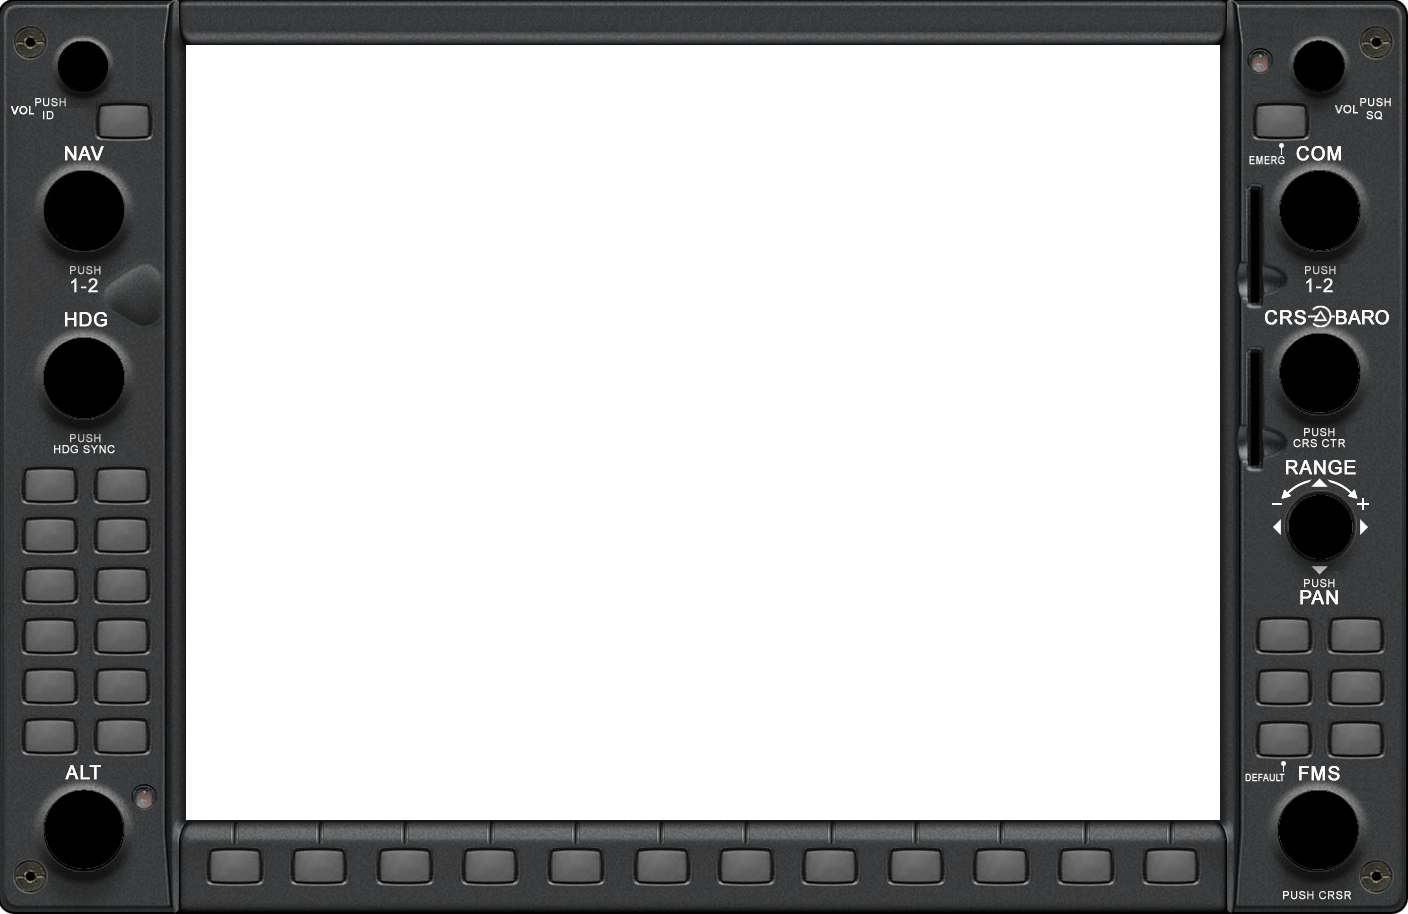 VOL PUSH
ID
NAV
PUSH
1-2
HDG
PUSH
HDG SYNC
ALT
VOL PUSH
SQ
EMERG
COM
PUSH
1-2
CRS BARO
PUSH
CRS CTR
RANGE
- +
PUSH
PAN
DEFAULT
FMS
PUSH CRSR